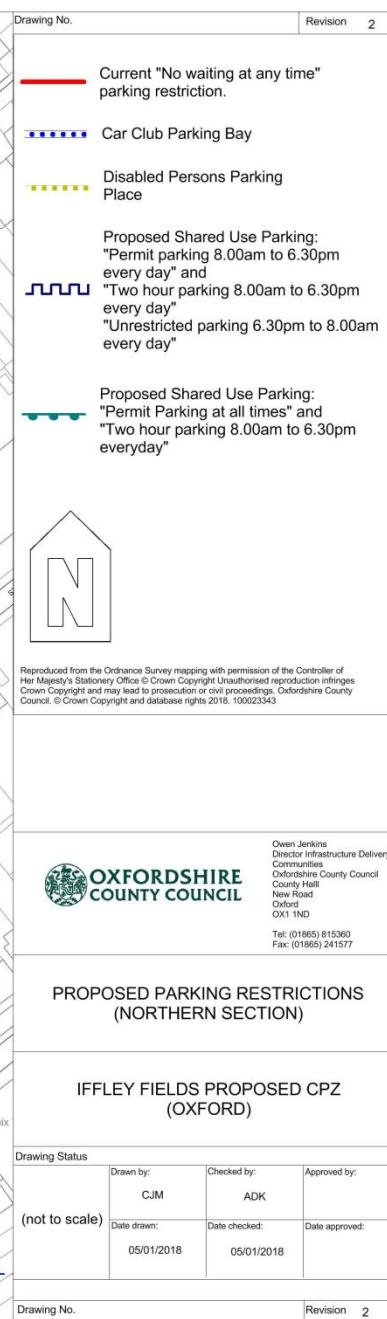 Drawing No.
Revision 2
Current "No waiting at any time"
parking restriction.
Car Club Parking Bay
Disabled Persons Parking
Place
Proposed Shared Use Parking:
"Permit parking 8.00am to 6.30pm
every day" and
"Two hour parking 8.00am to 6.30pm
every day"
"Unrestricted parking 6.30pm to 8.00am
every day"
Proposed Shared Use Parking:
"Permit Parking at all times" and
"Two hour parking 8.00am to 6.30pm
everyday"
N
Reproduced from the Ordnance Survey mapping with permission of the Controller of
Her Majesty's Stationery Office © Crown Copyright Unauthorised reproduction infringes
Crown Copyright and may lead to prosecution or civil proceedings. Oxfordshire County
Council. © Crown Copyright and database rights 2018. 100023343
OXFORDSHIRE
COUNTY COUNCIL
Owen Jenkins
Director Infrastructure Delivery
Communities
Oxfordshire County Council
County Halll
New Road
Oxford
OX1 1ND
Tel: (01865) 815360
Fax: (01865) 241577
PROPOSED PARKING RESTRICTIONS
(NORTHERN SECTION)
IFFLEY FIELDS PROPOSED CPZ
(OXFORD)
Drawing Status
(not to scale)
Drawn by:
CJM
Checked by:
ADK
Approved by:
Date drawn:
05/01/2018
Date checked:
05/01/2018
Date approved:
Drawing No.
Revision 2